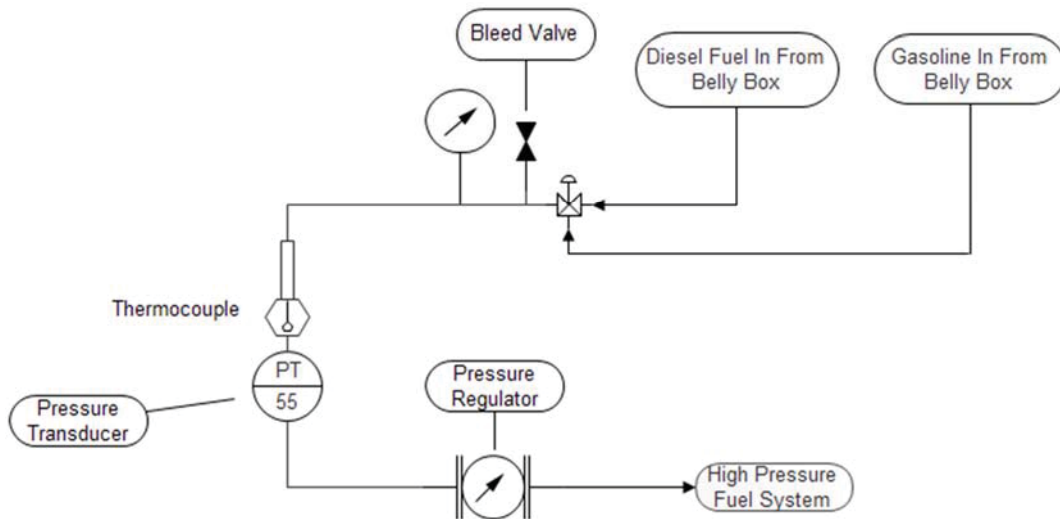 Bleed Valve
Diesel Fuel In From
Belly Box
Gasoline In From
Belly Box
Thermocouple
PT
55
Pressure
Transducer
Pressure
Regulator
High Pressure
Fuel System